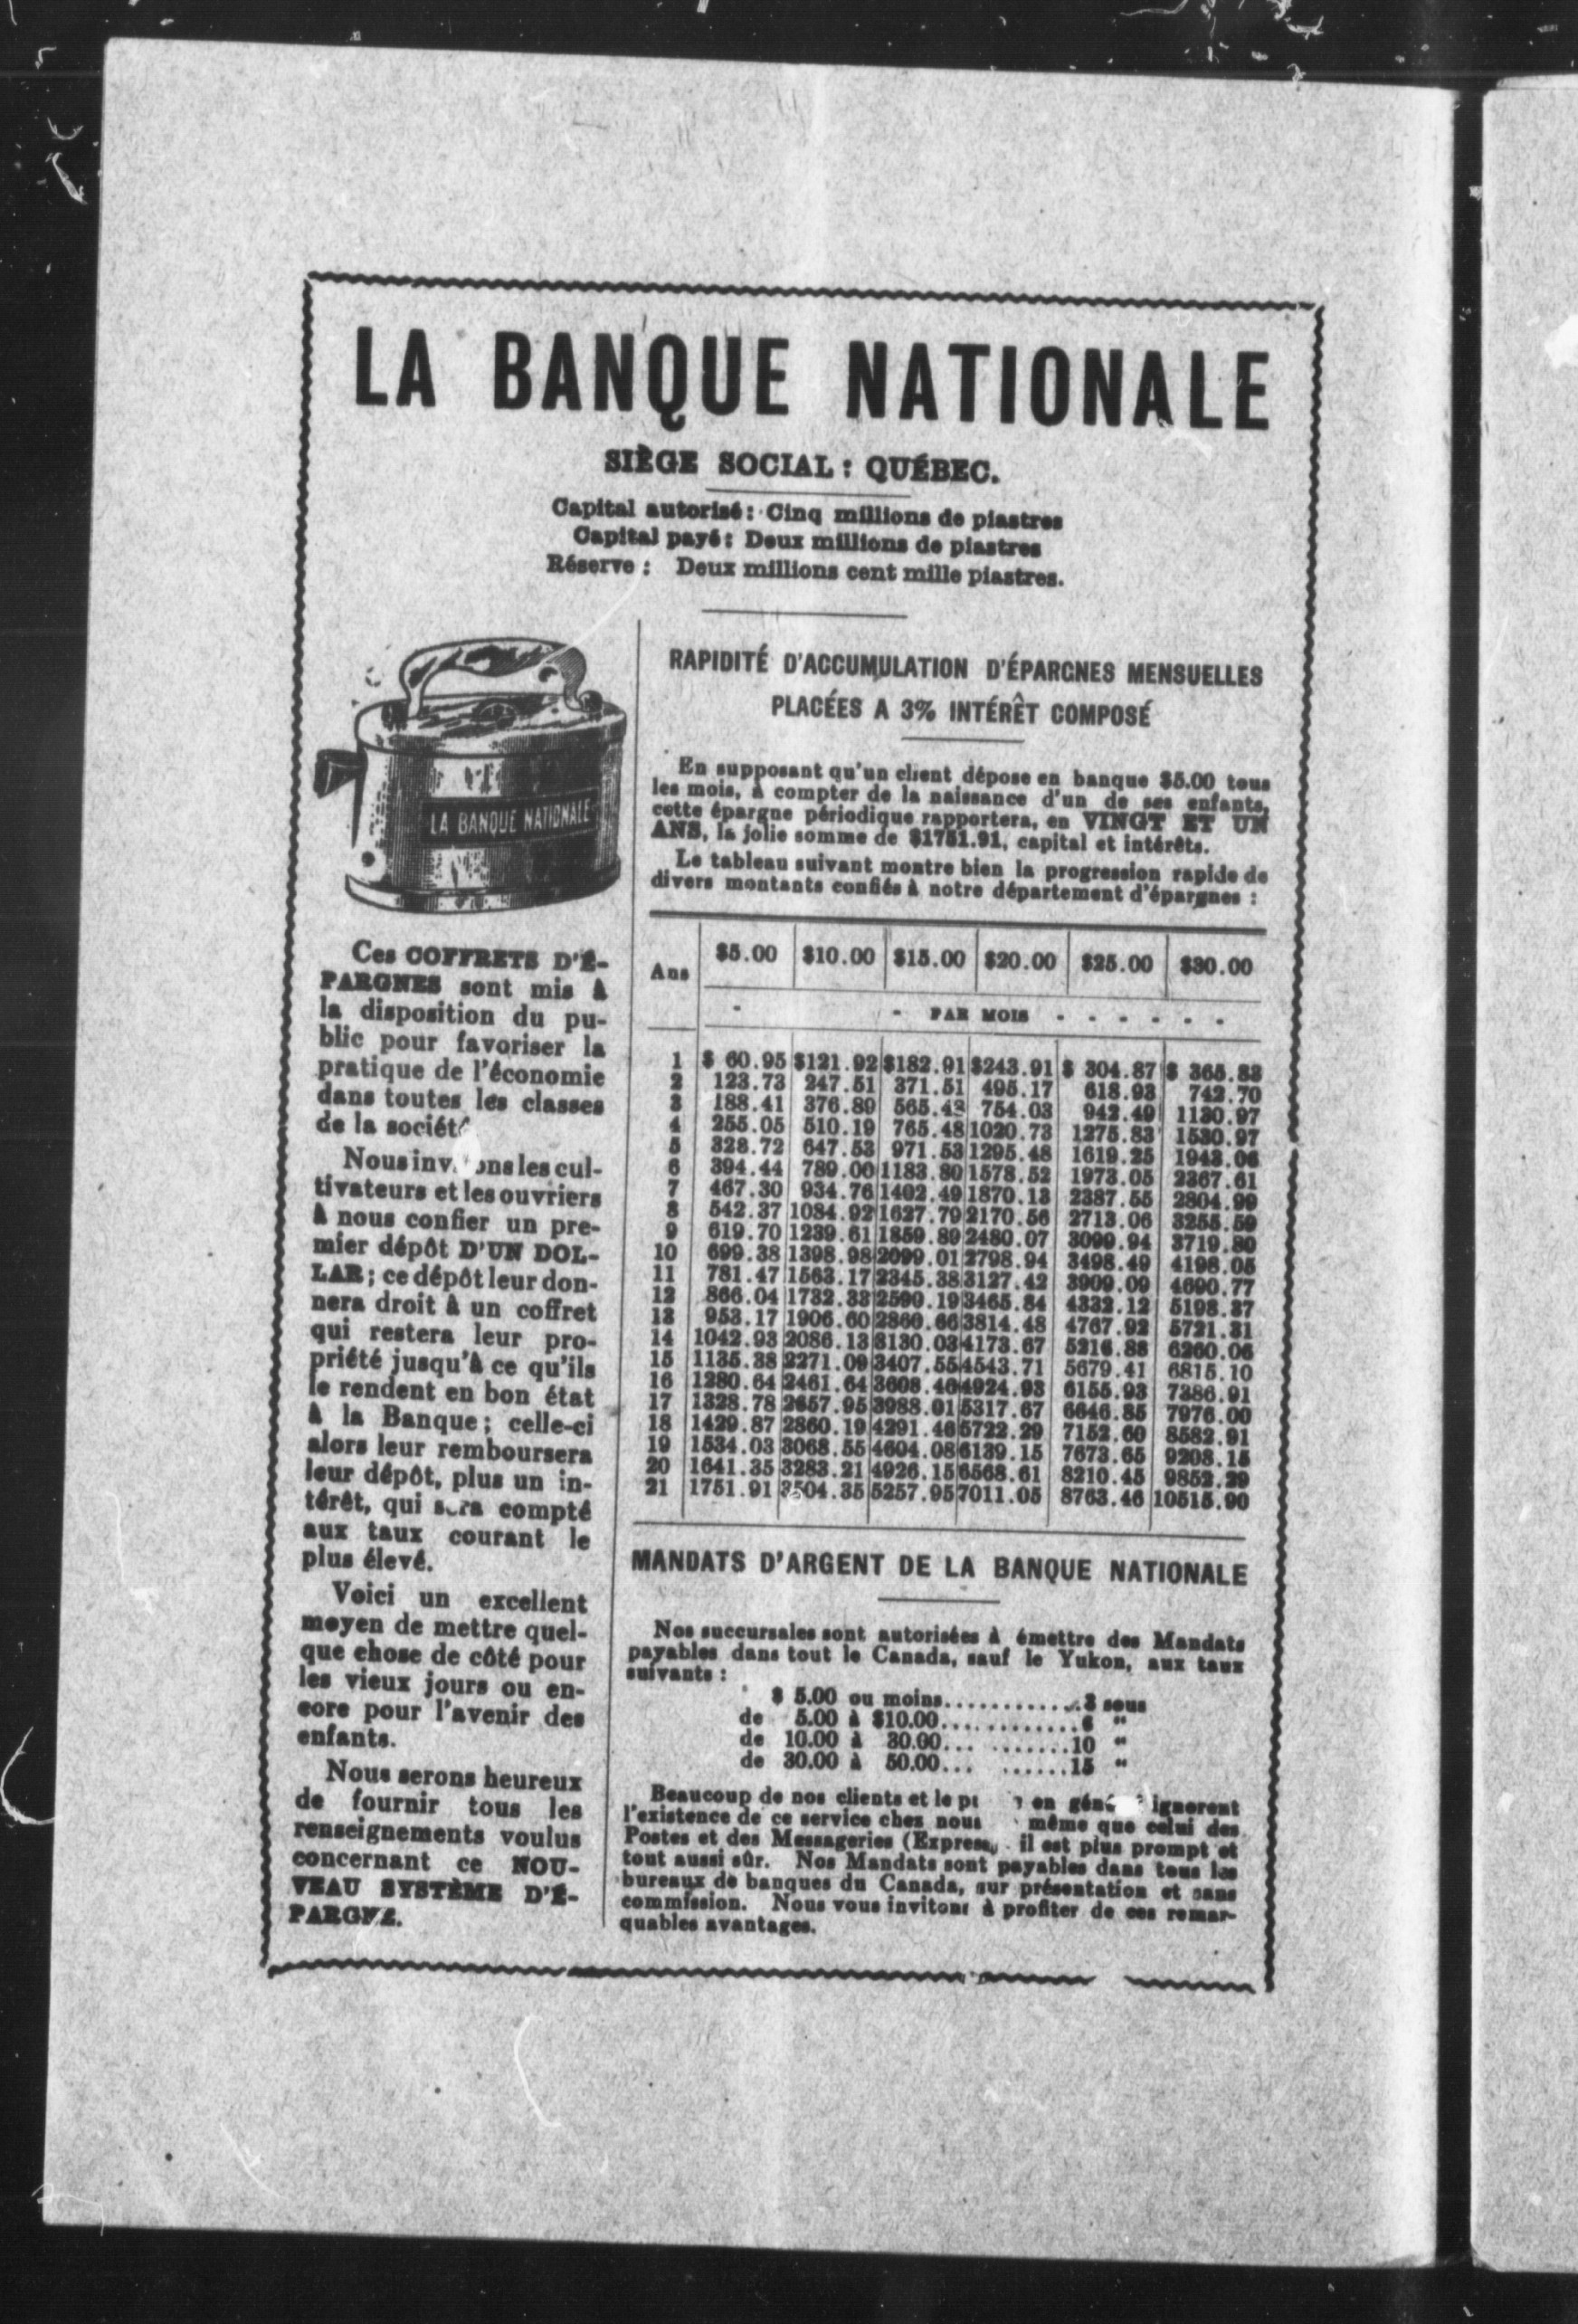 LA BANQUE NATIONALE
SIÈGE SOCIAL : QUÉBEC.
Capital autorisé : Cinq millions de piastres
Capital payé : Deux millions de piastres
Réserve : Deux millions cent mille piastres.
LA BANQUE NATIONALE
Ces COFFRETS D'É-
PARGNES sont mis à
la disposition du pu-
blic pour favoriser la
pratique de l'économie
dans toutes les classes
de la société
Nous les cul-
tivateurs et les ouvriers
à nous confier un pre-
mier dépôt D'UN DOL-
LAR ; ce dépôt leur don-
nera droit à un coffret
qui restera leur pro-
priété jusqu'à ce qu'ils
le rendent en bon état
à la Banque ; celle-ci
alors leur remboursera
leur dépôt, plus un in-
térêt, qui sera compté
aux taux courant le
plus élevé.
Voici un excellent
moyen de mettre quel-
que chose de côté pour
les vieux jours ou en-
core pour l'avenir des
enfants.
Nous serons heureux
de fournir tous les
renseignements voulus
concernant ce NOU-
VEAU SYSTÈME D'É-
PARGNE.
RAPIDITÉ D'ACCUMULATION D'ÉPARGNES MENSUELLES
PLACÉES A 3% INTÉRÊT COMPOSÉ
En supposant qu'un client dépose en banque $5.00 tous
les mois, à compter de la naissance d'un de ses enfants,
cette épargne périodique rapportera, en VINGT ET UN
ANS, la jolie somme de $1751.91, capital et intérêts.
Le tableau suivant montre bien la progression rapide de
divers montants confiés à notre département d'épargnes :
Ans $5.00 $10.00 $15.00 $20.00 $25.00 $30.00
- - PAR MOIS - - - - - -
1 $ 60.95 $121.92 $182.91 $243.91 $ 304.87 $ 365.83
2 123.73 247.51 371.51 495.17 618.93 742.70
3 188.41 376.89 565.43 754.03 942.49 1130.97
4 255.05 510.19 765.48 1020.73 1275.83 1530.97
5 328.72 647.53 971.53 1295.48 1619.25 1943.06
6 394.44 789.00 1183.80 1578.52 1973.05 2367.61
7 467.30 934.76 1402.49 1870.13 2387.55 2804.99
8 542.37 1084.92 1627.79 2170.56 2713.06 3255.59
9 619.70 1239.61 1859.89 2480.07 3099.94 3719.80
10 699.38 1398.98 2099.01 2798.94 3498.49 4198.05
11 781.47 1563.17 2345.38 3127.42 3909.09 4690.77
12 866.04 1732.33 2599.19 3465.84 4332.12 5198.37
13 953.17 1906.60 2860.66 3814.48 4767.92 5721.31
14 1042.93 2086.13 3130.03 4173.67 5216.88 6260.06
15 1135.38 2271.09 3407.55 4543.71 5679.41 6815.10
16 1280.64 2461.64 3608.46 4924.93 6155.93 7386.91
17 1328.78 2657.95 3988.01 5317.67 6646.85 7976.00
18 1429.87 2860.19 4291.46 5722.29 7152.60 8582.91
19 1534.03 3068.55 4604.08 6139.15 7673.65 9208.15
20 1641.35 3283.21 4926.15 6568.61 8210.45 9852.29
21 1751.91 3504.35 5257.95 7011.05 8763.46 10515.90
MANDATS D'ARGENT DE LA BANQUE NATIONALE
Nos succursales sont autorisées à émettre des Mandats
payables dans tout le Canada, sauf le Yukon, aux taux
suivants :
$ 5.00 ou moins............3 sous
de 5.00 à $10.00.............6 "
de 10.00 à 30.00... .......10 "
de 30.00 à 50.00... ......15 "
Beaucoup de nos clients et le en ignorent
l'existence de ce service chez nous même que celui des
Postes et des Messageries (Express, il est plus prompt et
tout aussi sûr. Nos Mandats sont payables dans tous les
bureaux de banques du Canada, sur présentation et sans
commission. Nous vous invitons à profiter de ces remar-
quables avantages.